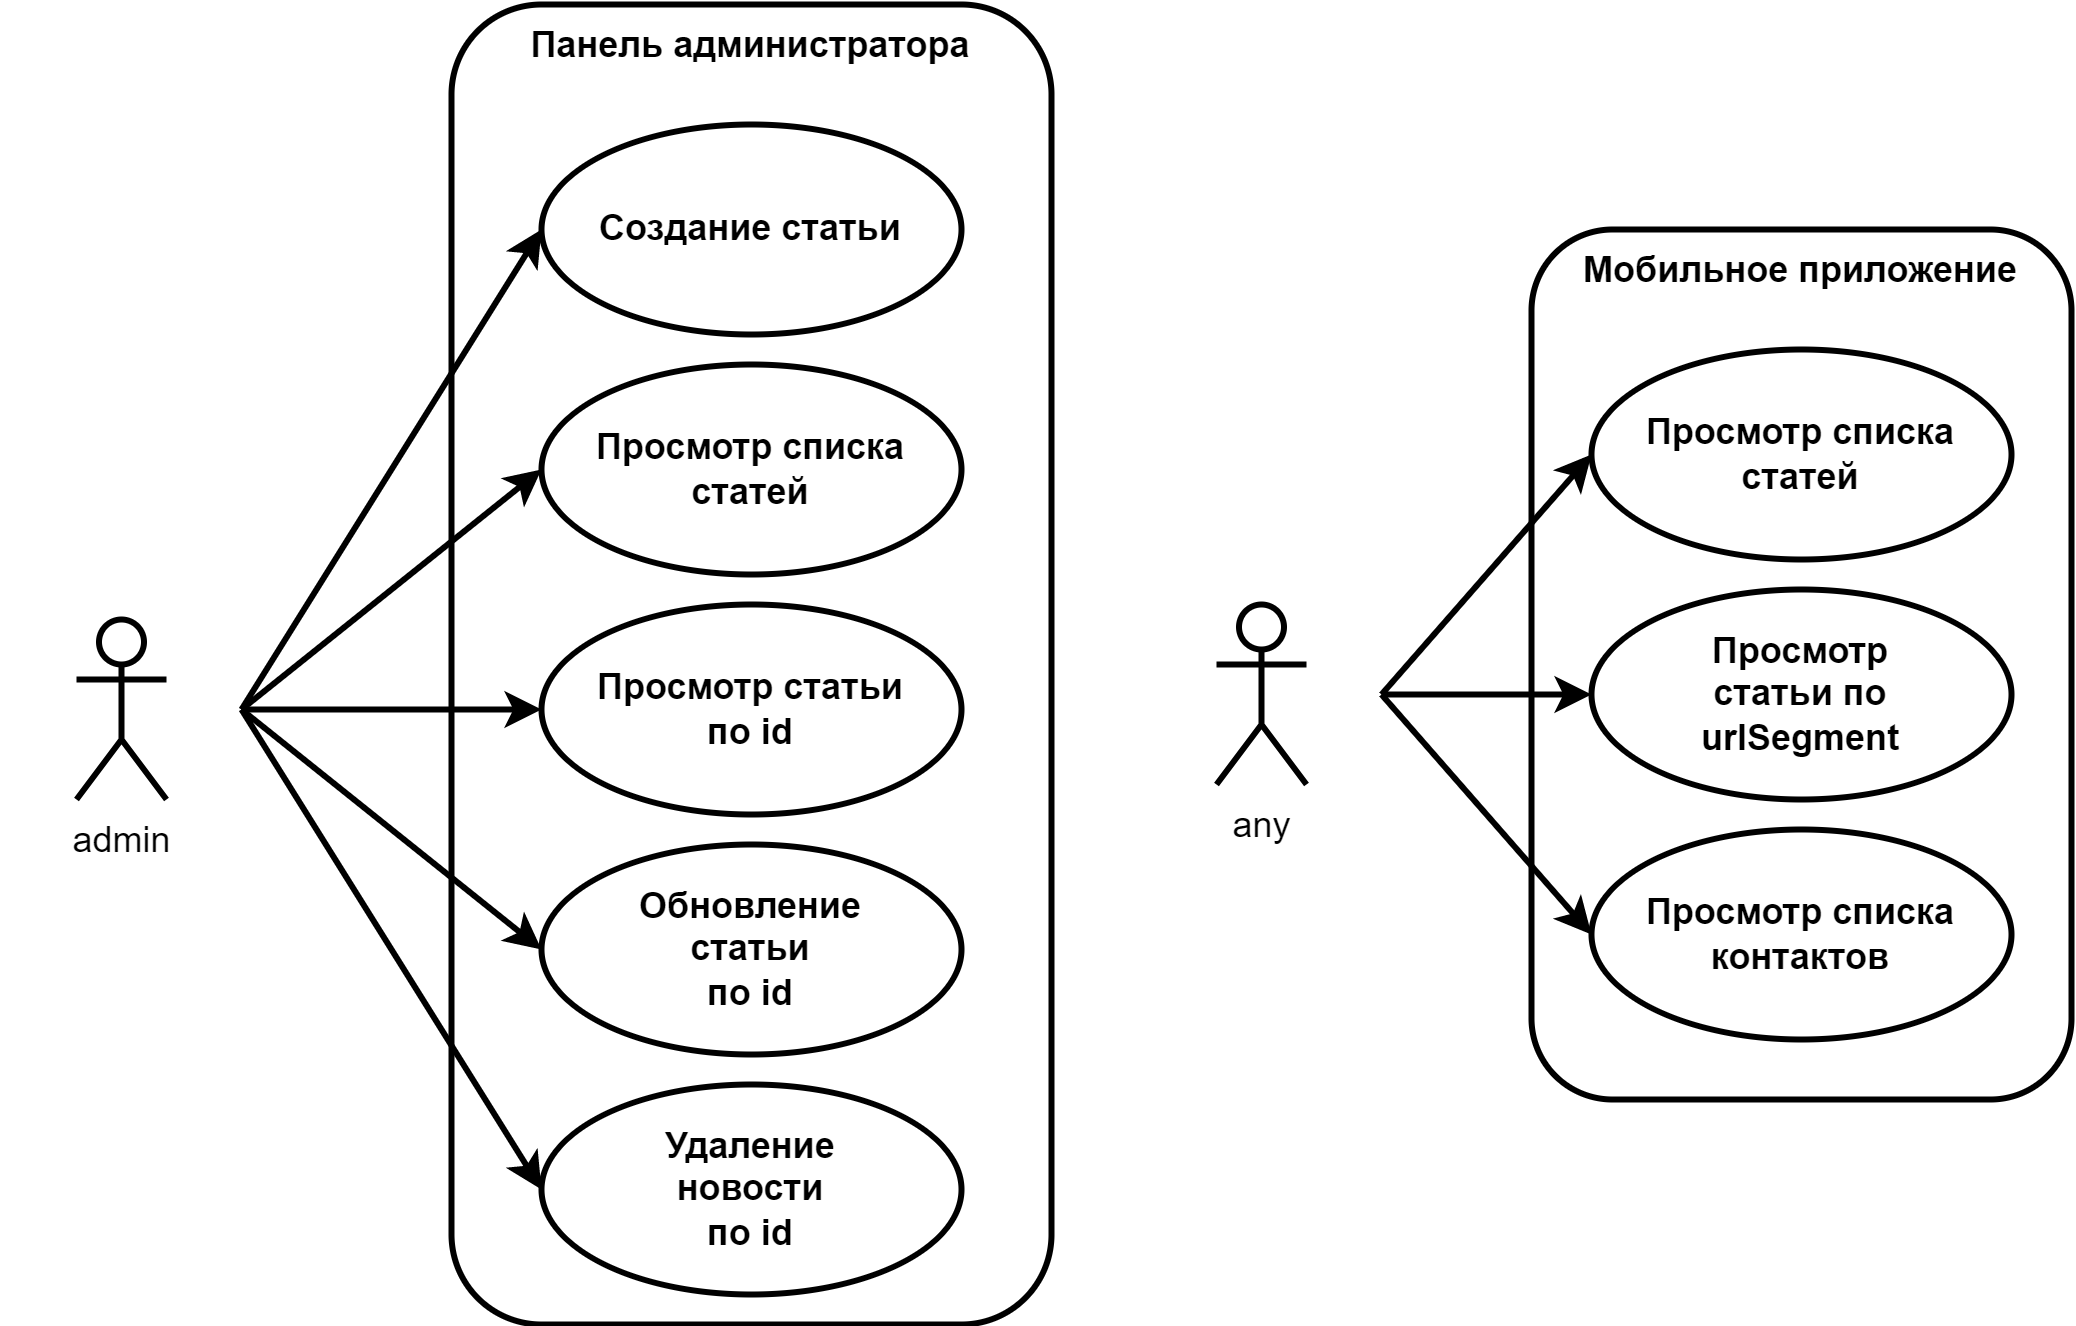 Панель администратора
Создание статьи
Просмотр списка
статей
Просмотр статьи
по id
Обновление
статьи
по id
Удаление
новости
по id
admin
Мобильное приложение
Просмотр списка
статей
Просмотр
статьи по
urlSegment
Просмотр списка
контактов
any